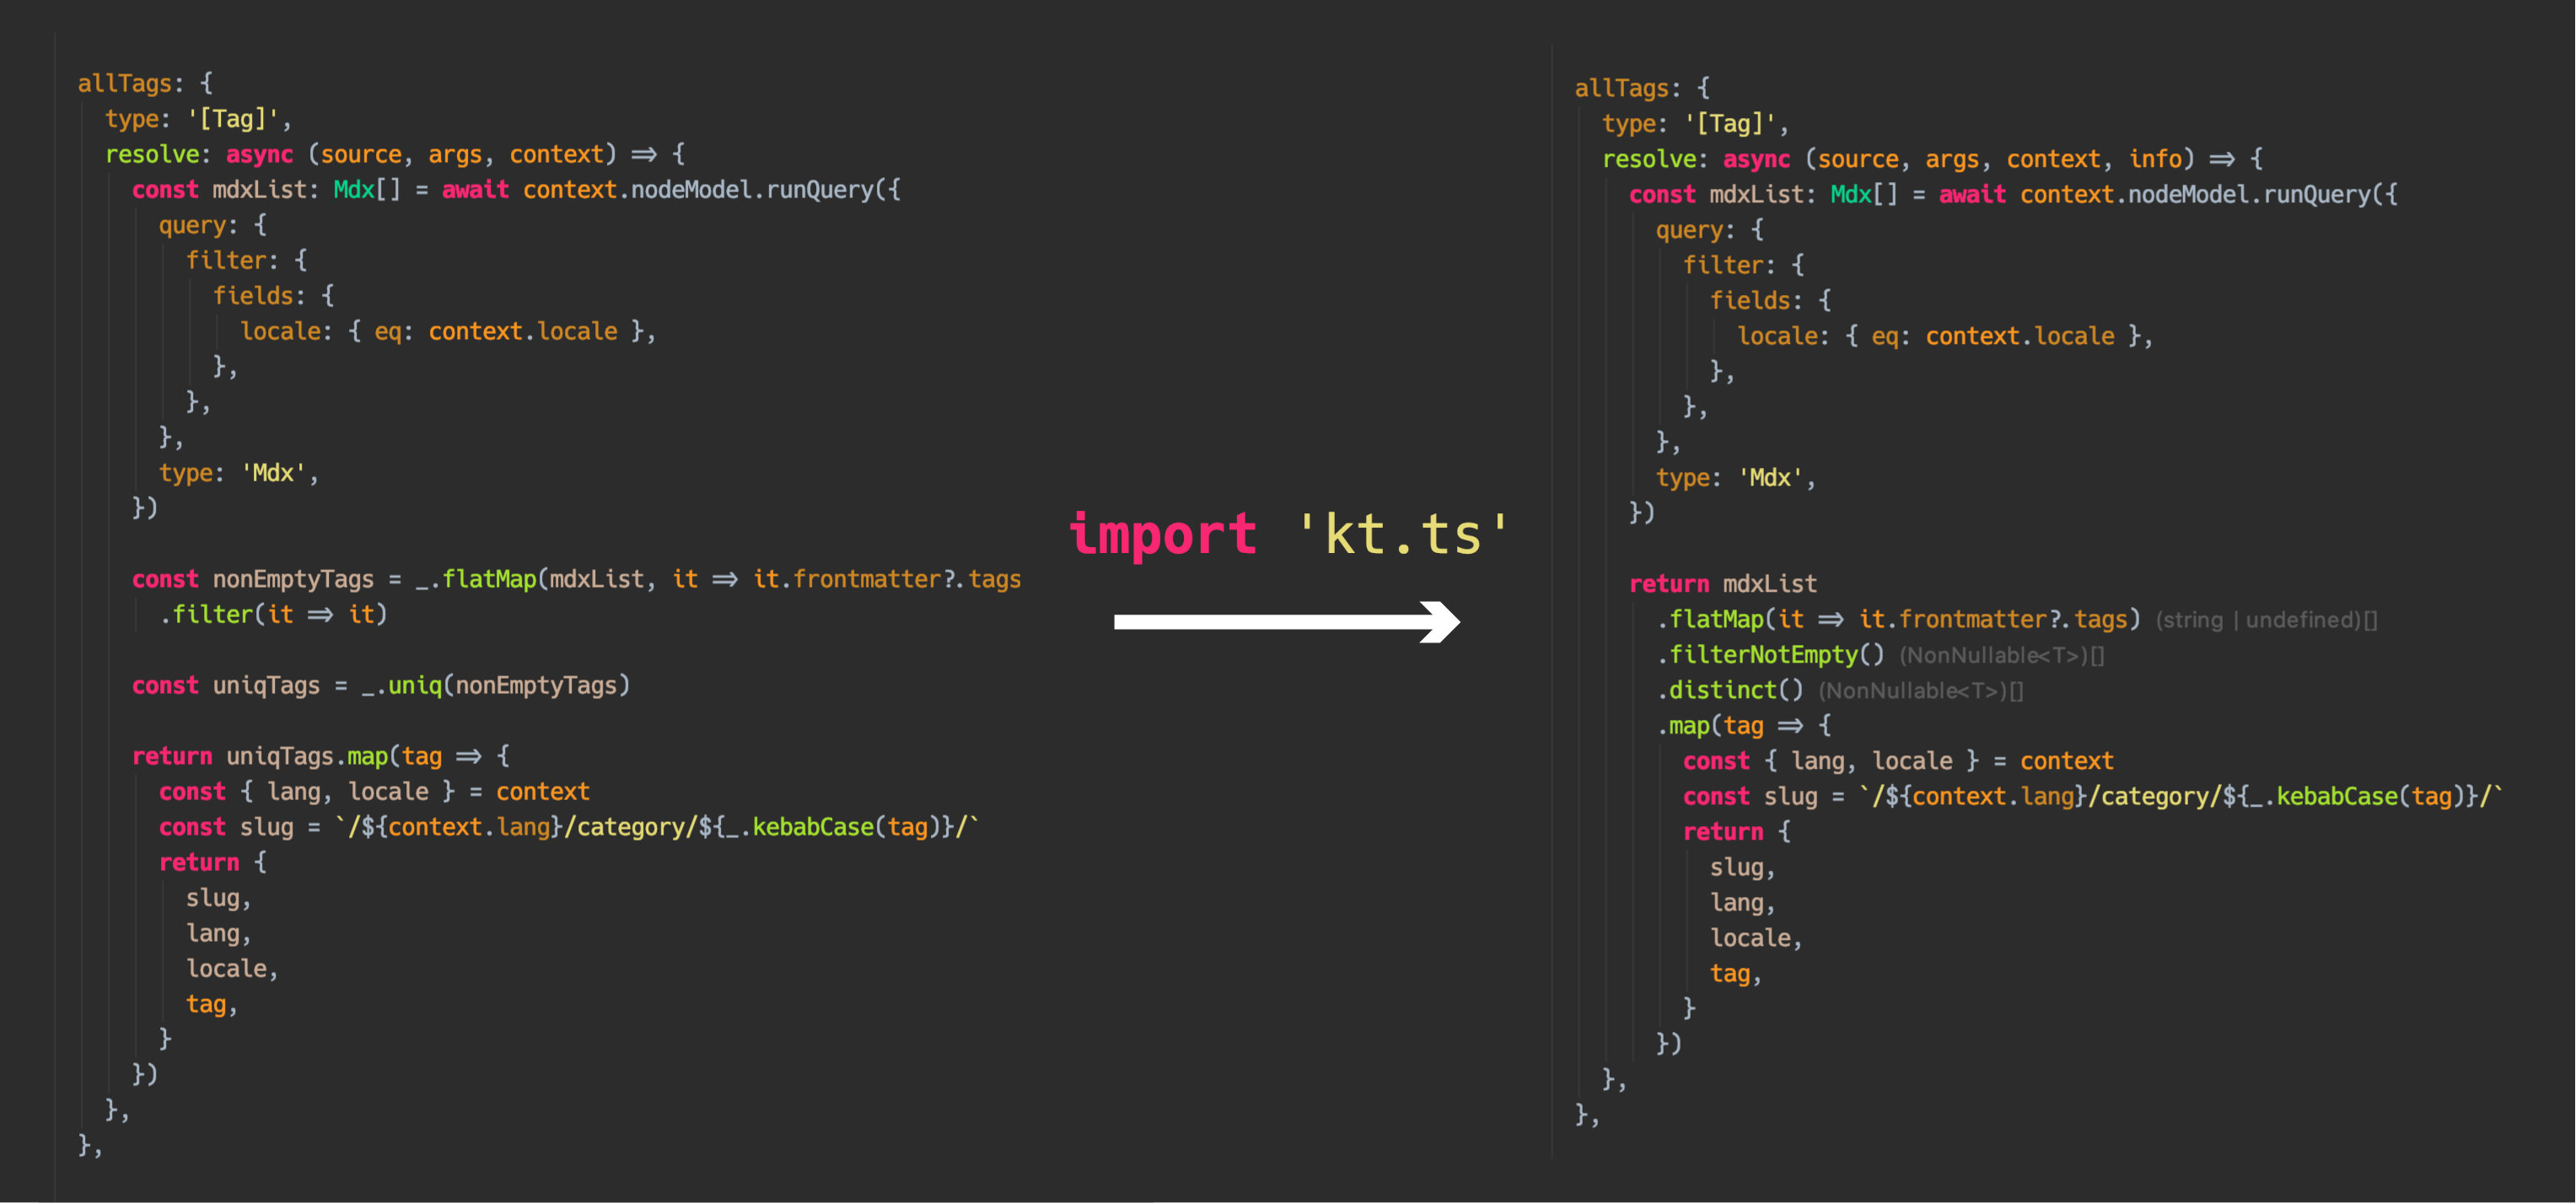 allTags: {
  type: '[Tag]',
  resolve: async (source, args, context) ⇒ {
    const mdxList: Mdx[] = await context.nodeModel.runQuery({
      query: {
        filter: {
          fields: {
            locale: { eq: context.locale },
          },
        },
      },
      type: 'Mdx',
    })
    const nonEmptyTags = _.flatMap(mdxList, it ⇒ it.frontmatter?.tags
      .filter(it ⇒ it)
    const uniqTags = _.uniq(nonEmptyTags)
    return uniqTags.map(tag ⇒ {
      const { lang, locale } = context
      const slug = `/${context.lang}/category/${_.kebabCase(tag)}/`
      return {
        slug,
        lang,
        locale,
        tag,
      }
    })
  },
},
import 'kt.ts'
allTags: {
  type: '[Tag]',
  resolve: async (source, args, context, info) ⇒ {
    const mdxList: Mdx[] = await context.nodeModel.runQuery({
      query: {
        filter: {
          fields: {
            locale: { eq: context.locale },
          },
        },
      },
      type: 'Mdx',
    })
    return mdxList
      .flatMap(it ⇒ it.frontmatter?.tags) (string | undefined)[]
      .filterNotEmpty() (NonNullable<T>)[]
      .distinct() (NonNullable<T>)[]
      .map(tag ⇒ {
        const { lang, locale } = context
        const slug = `/${context.lang}/category/${_.kebabCase(tag)}/`
        return {
          slug,
          lang,
          locale,
          tag,
        }
      })
  },
},